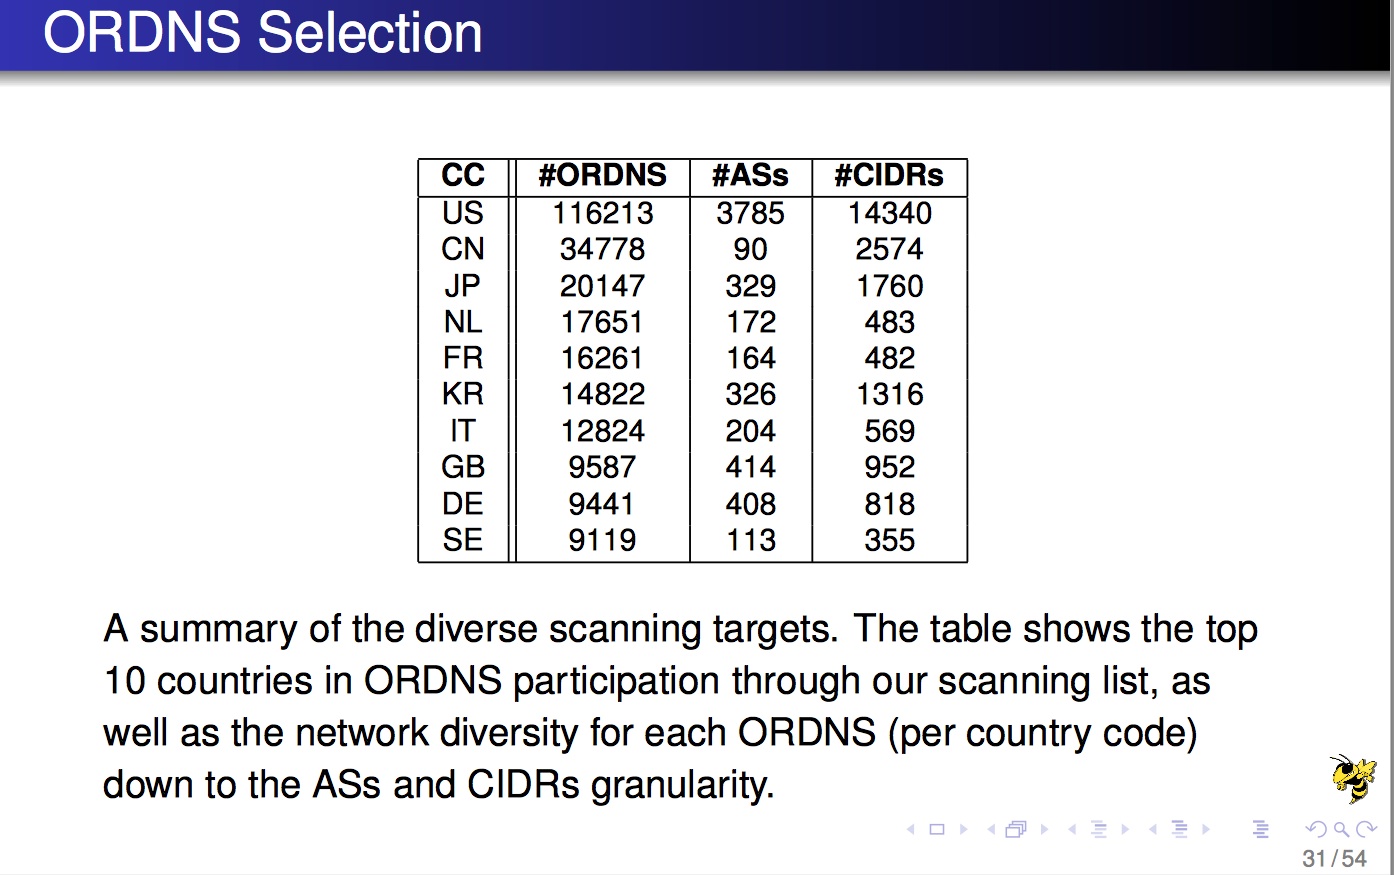 ORDNS Selection
CC #ORDNS #ASs #CIDRs
US 116213 3785 14340
CN 34778 90 2574
JP 20147 329 1760
NL 17651 172 483
FR 16261 164 482
KR 14822 326 1316
IT 12824 204 569
GB 9587 414 952
DE 9441 408 818
SE 9119 113 355
A summary of the diverse scanning targets. The table shows the top
10 countries in ORDNS participation through our scanning list, as
well as the network diversity for each ORDNS (per country code)
down to the ASs and CIDRs granularity.
31/54